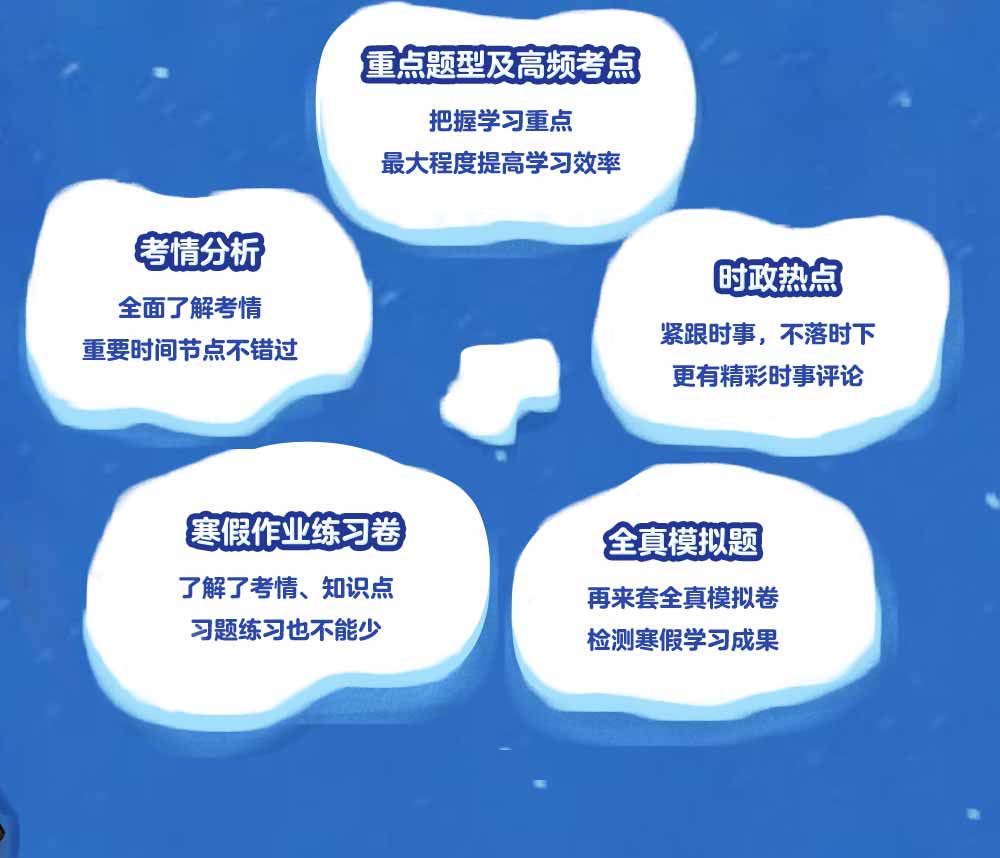 重点题型及高频考点
把握学习重点
最大程度提高学习效率
考情分析
全面了解考情
重要时间节点不错过
时政热点
紧跟时事，不落时下
更有精彩时事评论
寒假作业练习卷
了解了考情、知识点
习题练习也不能少
全真模拟题
再来套全真模拟卷
检测寒假学习成果